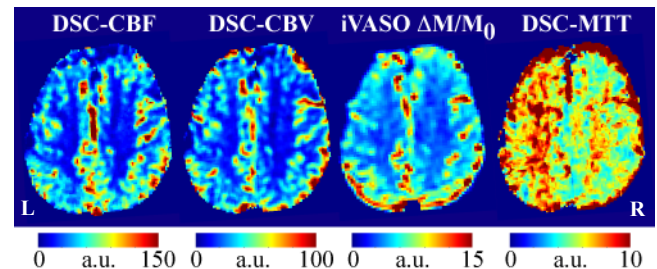 DSC-CBF DSC-CBV iVASO ΔM/M0 DSC-MTT
L R
0 a.u. 150 0 a.u. 100 0 a.u. 15 0 a.u. 10